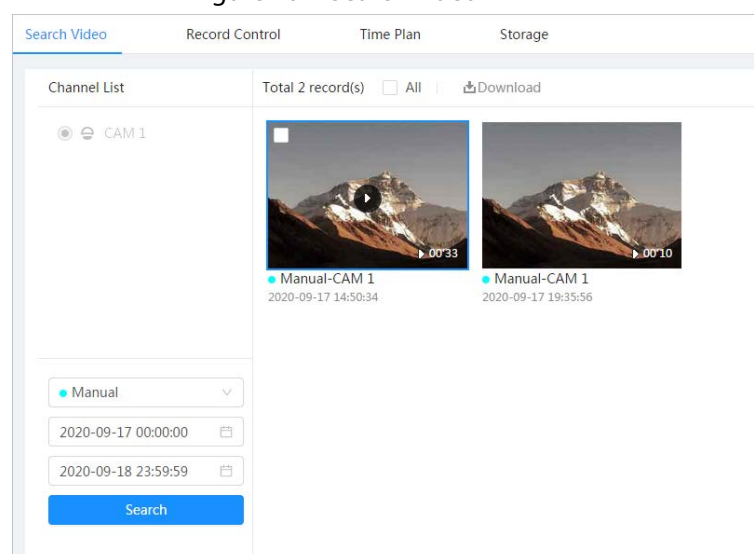 Search Video Record Control Time Plan Storage
Channel List
Total 2 record(s) All Download
CAM 1
00:33
00:10
Manual-CAM 1
2020-09-17 14:50:34
Manual-CAM 1
2020-09-17 19:35:56
Manual
2020-09-17 00:00:00
2020-09-18 23:59:59
Search